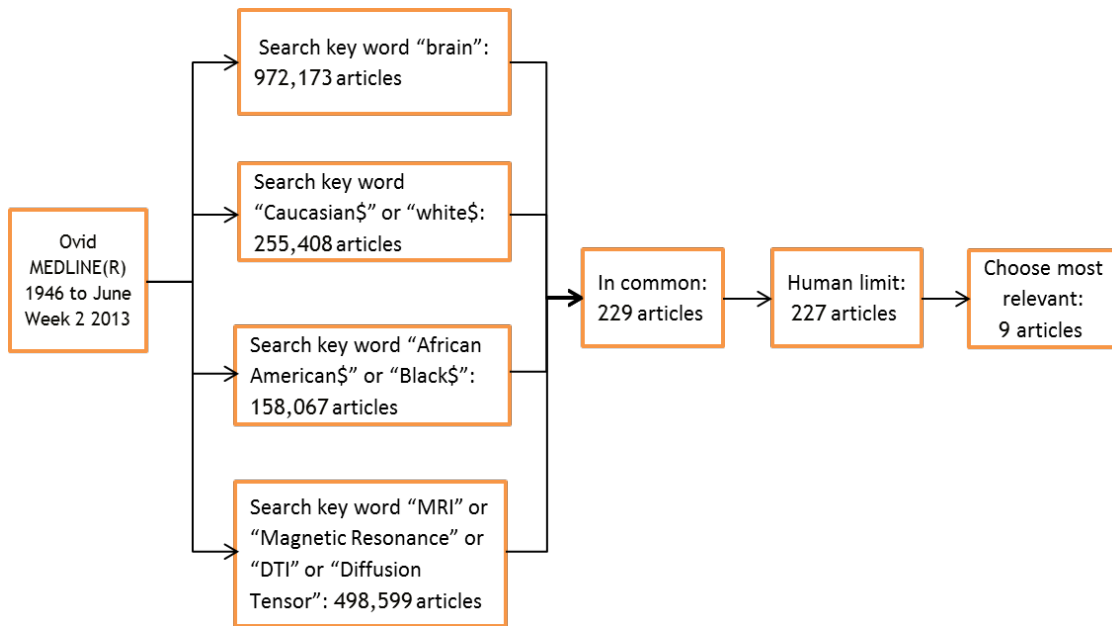 Ovid
MEDLINE(R)
1946 to June
Week 2 2013
Search key word “brain”:
972,173 articles
Search key word
“Caucasian$” or “white$:
255,408 articles
Search key word “African
American$” or “Black$”:
158,067 articles
Search key word “MRI” or
“Magnetic Resonance” or
“DTI” or “Diffusion
Tensor”: 498,599 articles
In common:
229 articles
Human limit:
227 articles
Choose most
relevant:
9 articles